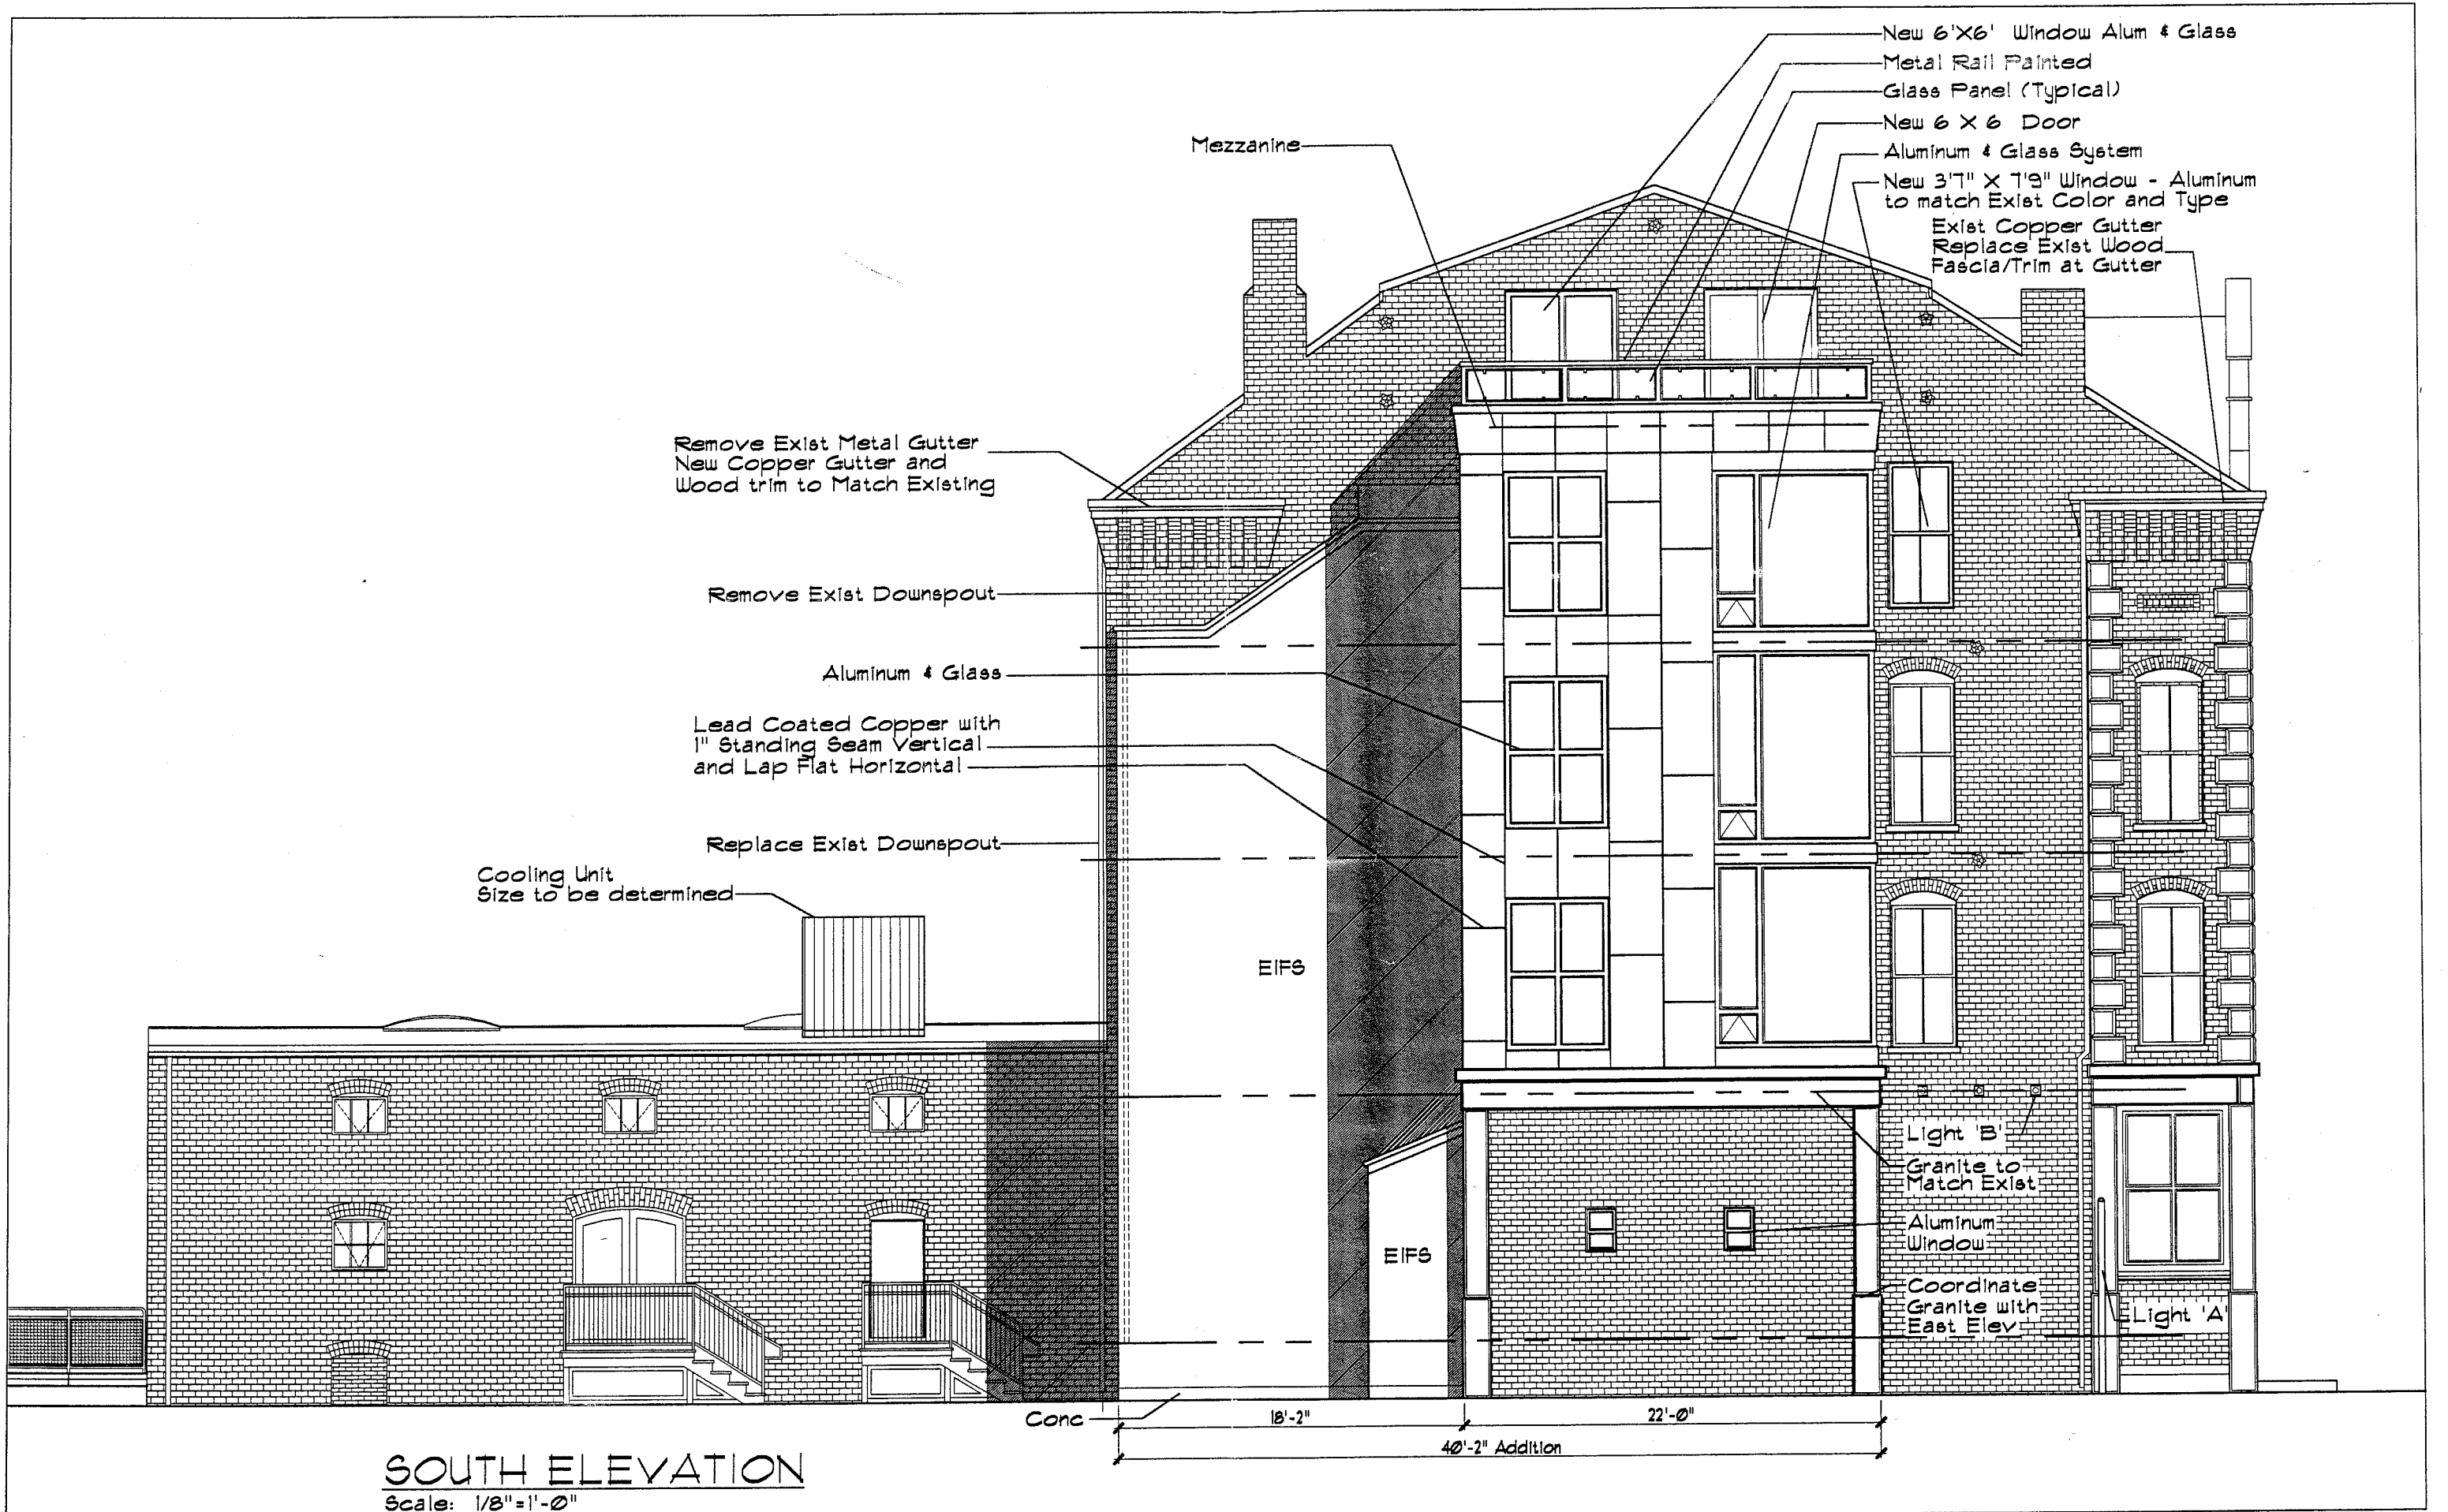 New 6'X6' Window Alum & Glass
Metal Rail Painted
Glass Panel (Typical)
New 6 X 6 Door
Aluminum & Glass System
New 3'7" X 7'9" Window - Aluminum
to match Exist Color and Type
Exist Copper Gutter
Replace Exist Wood
Fascia/Trim at Gutter
Mezzanine
Remove Exist Metal Gutter
New Copper Gutter and
Wood trim to Match Existing
Remove Exist Downspout
Aluminum & Glass
Lead Coated Copper with
1" Standing Seam Vertical
and Lap Flat Horizontal
Replace Exist Downspout
Cooling Unit
Size to be determined
EIFS
EIFS
Light 'B'
Granite to
Match Exist
Aluminum
Window
Coordinate
Granite with
East Elev
Light 'A'
Conc
18'-2"
22'-0"
40'-2" Addition
SOUTH ELEVATION
Scale: 1/8"=1'-0"